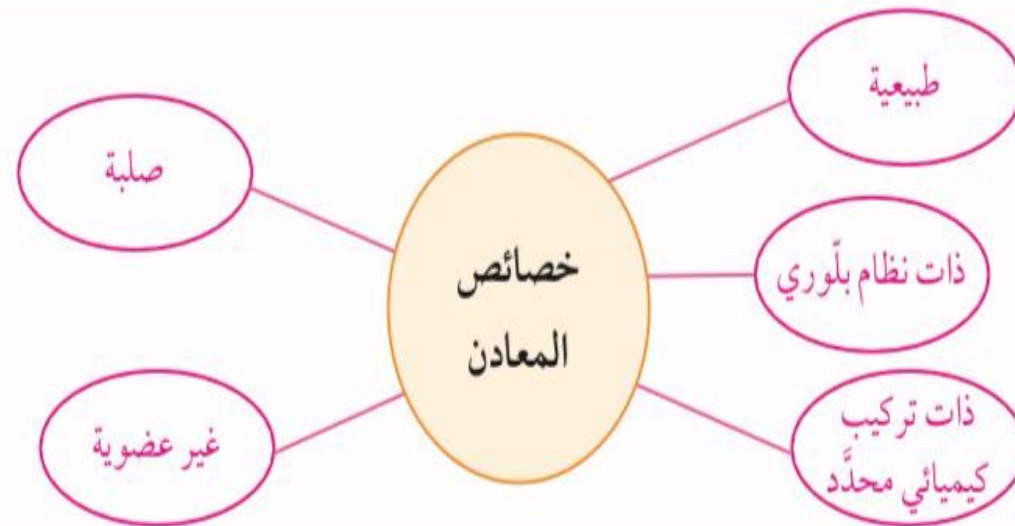 خصائص
المعادن
طبيعية
ذات نظام بلّوري
ذات تركيب
كيميائي محدَّد
صلبة
غير عضوية